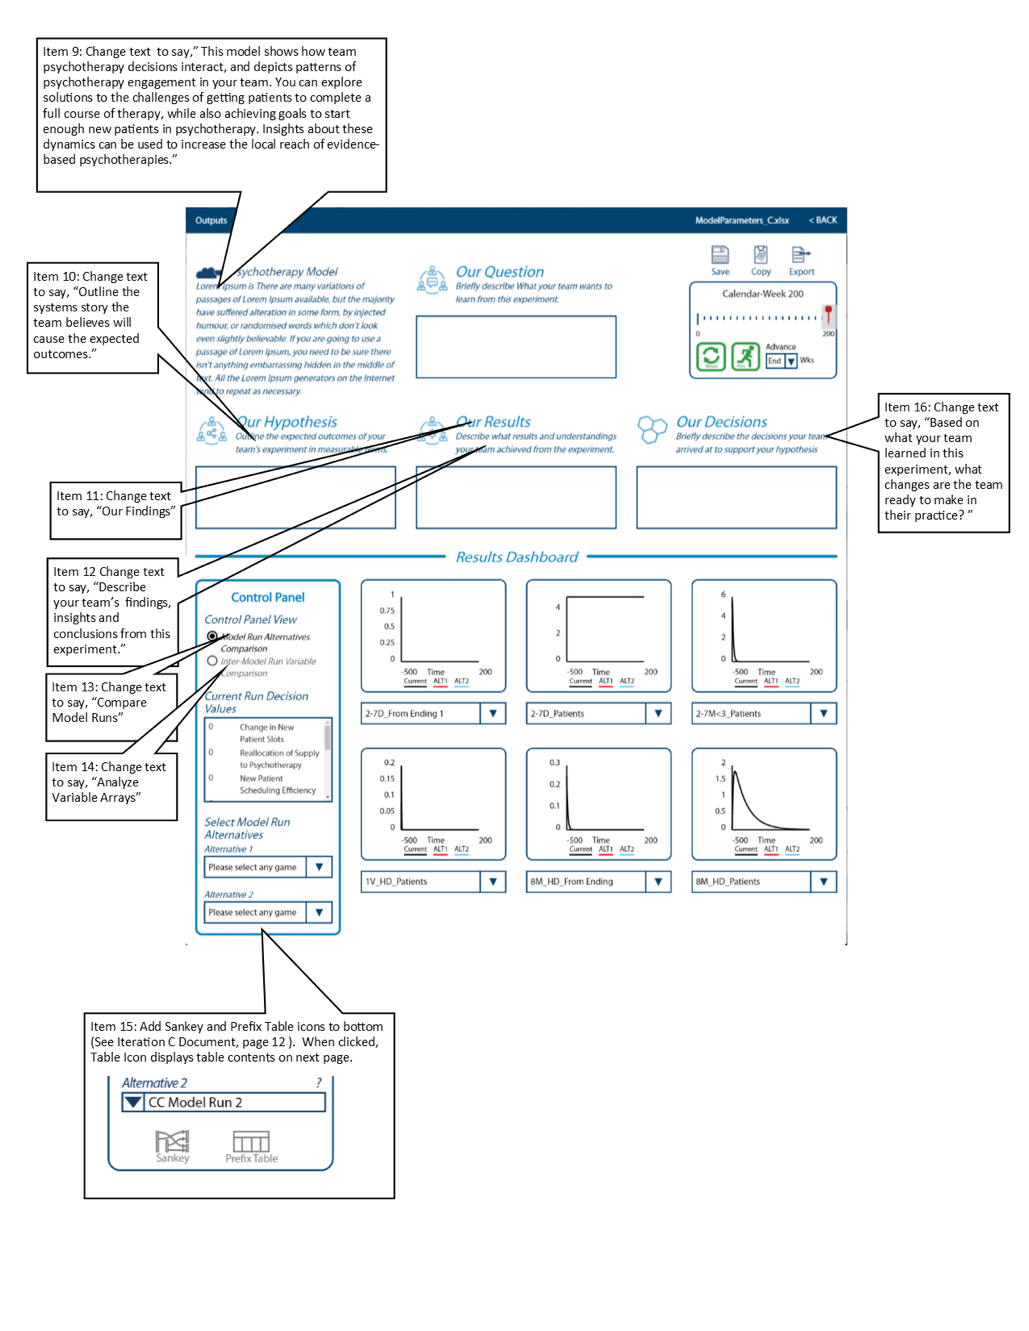 Item 9: Change text  to say,” This model shows how team
psychotherapy decisions interact, and depicts patterns of
psychotherapy engagement in your team. You can explore
solutions to the challenges of getting patients to complete a
full course of therapy, while also achieving goals to start
enough new patients in psychotherapy. Insights about these
dynamics can be used to increase the local reach of evidence-
based psychotherapies.”
Outputs
ModelParameters_C.xlsx
< BACK
Item 10: Change text
to say, “Outline the
systems story the
team believes will
cause the expected
outcomes.”
sychotherapy Model
Lorem Ipsum is There are many variations of
passages of Lorem Ipsum available, but the majority
have suffered alteration in some form, by injected
humour, or randomised words which don't look
even slightly believable. If you are going to use a
passage of Lorem Ipsum, you need to be sure there
isn't anything embarrassing hidden in the middle of
text. All the Lorem Ipsum generators on the Internet
tend to repeat as necessary.
Our Question
Briefly describe What your team wants to
learn from this experiment.
Save
Copy
Export
Calendar-Week 200
0
200
Advance
End
Wks
Our Hypothesis
Outline the expected outcomes of your
team's experiment in measurable terms.
Our Results
Describe what results and understandings
your team achieved from the experiment.
Our Decisions
Briefly describe the decisions your team
arrived at to support your hypothesis
Item 16: Change text
to say, “Based on
what your team
learned in this
experiment, what
changes are the team
ready to make in
their practice? ”
Item 11: Change text
to say, “Our Findings”
Item 12 Change text
to say, “Describe
your team’s  findings,
insights and
conclusions from this
experiment.”
Item 13: Change text
to say, “Compare
Model Runs”
Item 14: Change text
to say, “Analyze
Variable Arrays”
Results Dashboard
Control Panel
Control Panel View
Model Run Alternatives
Comparison
Inter-Model Run Variable
Comparison
Current Run Decision
Values
0 Change in New
Patient Slots
0 Reallocation of Supply
to Psychotherapy
0 New Patient
Scheduling Efficiency
Select Model Run
Alternatives
Alternative 1
Please select any game
Alternative 2
Please select any game
1
0.75
0.5
0.25
0
-500 Time 200
Current ALT1 ALT2
2-7D_From Ending 1
4
2
0
-500 Time 200
Current ALT1 ALT2
2-7D_Patients
6
4
2
0
-500 Time 200
Current ALT1 ALT2
2-7M<3_Patients
0.2
0.15
0.1
0.05
0
-500 Time 200
Current ALT1 ALT2
1V_HD_Patients
0.3
0.2
0.1
0
-500 Time 200
Current ALT1 ALT2
8M_HD_From Ending
2
1.5
1
0.5
0
-500 Time 200
Current ALT1 ALT2
8M_HD_Patients
Item 15: Add Sankey and Prefix Table icons to bottom
(See Iteration C Document, page 12 ).  When clicked,
Table Icon displays table contents on next page.
Alternative 2 ?
CC Model Run 2
Sankey
Prefix Table